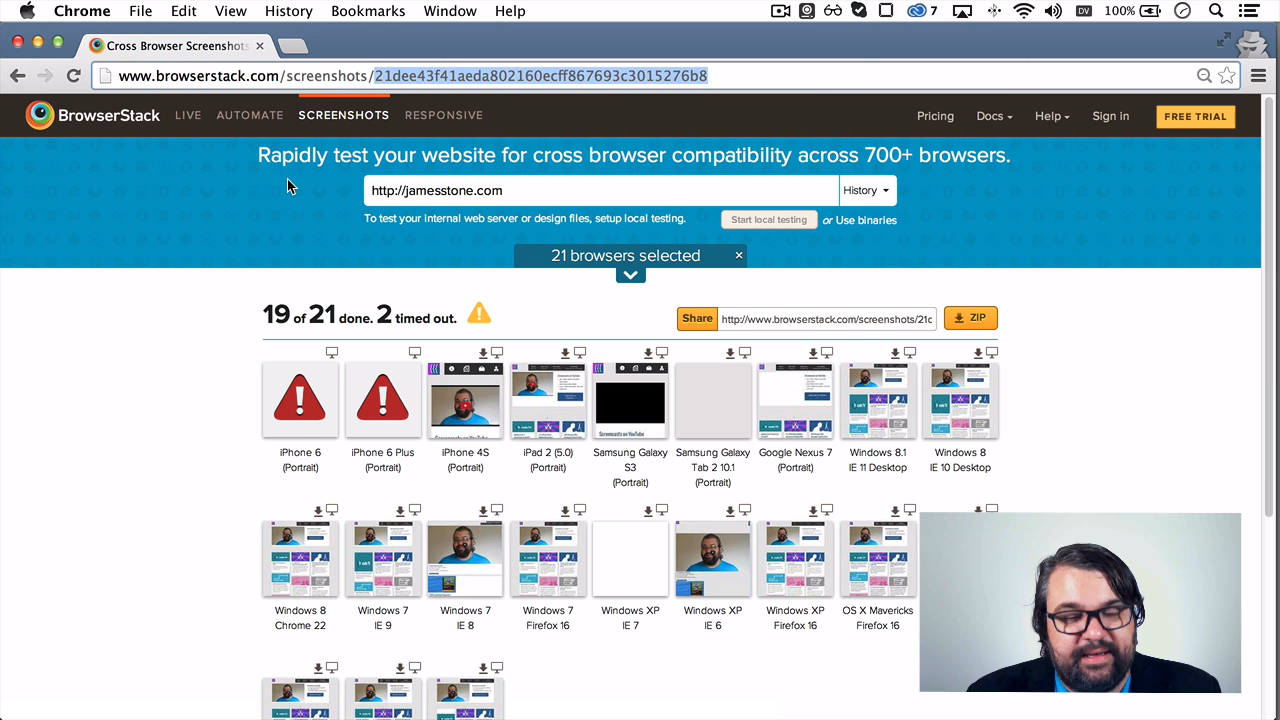 Chrome File Edit View History Bookmarks Window Help 7 DV 100%
Cross Browser Screenshots
www.browserstack.com/screenshots/21dee43f41aeda802160ecff867693c3015276b8
BrowserStack LIVE AUTOMATE SCREENSHOTS RESPONSIVE Pricing Docs Help Sign in FREE TRIAL
Rapidly test your website for cross browser compatibility across 700+ browsers.
http://jamesstone.com History
To test your internal web server or design files, setup local testing. Start local testing or Use binaries
21 browsers selected ×
19 of 21 done. 2 timed out. Share http://www.browserstack.com/screenshots/21c ZIP
iPhone 6 iPhone 6 Plus iPhone 4S iPad 2 (5.0) Samsung Galaxy Samsung Galaxy Google Nexus 7 Windows 8.1 Windows 8
(Portrait) (Portrait) (Portrait) (Portrait) S3 Tab 2 10.1 (Portrait) IE 11 Desktop IE 10 Desktop
(Portrait) (Portrait)
Windows 8 Windows 7 Windows 7 Windows 7 Windows XP Windows XP Windows XP OS X Mavericks
Chrome 22 IE 9 IE 8 Firefox 16 IE 7 IE 6 Firefox 16 Firefox 16